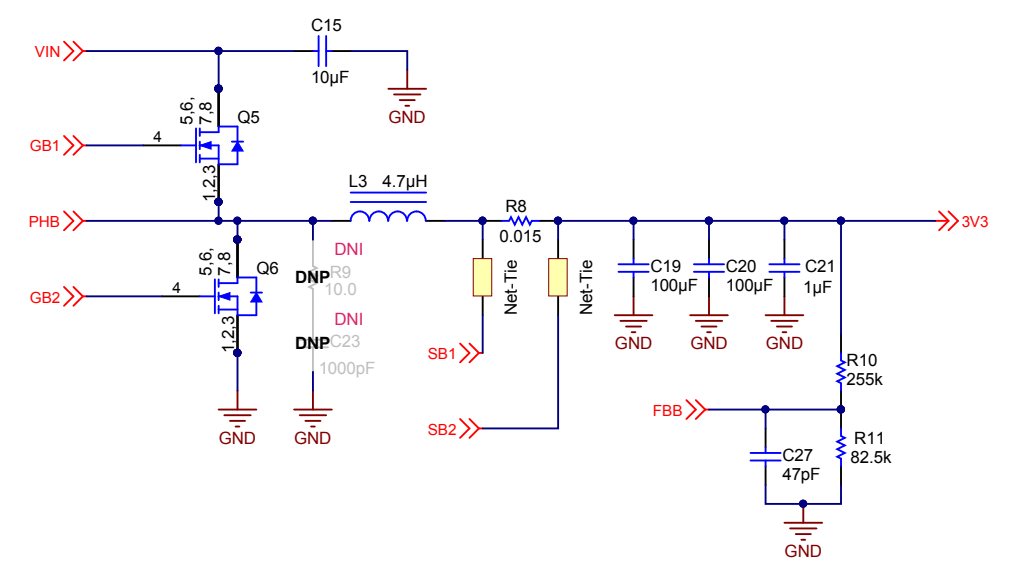 C15
VIN
10µF
GND
5,6,
7,8
Q5
4
GB1
1,2,3
L3 4.7µH
R8
PHB
3V3
0.015
DNI
5,6,
7,8
Q6
DNP
R9
10.0
Net-Tie
Net-Tie
C19
100µF
C20
100µF
C21
1µF
4
GB2
1,2,3
DNI
DNP
C23
1000pF
GND
GND
GND
SB1
R10
255k
FBB
GND
GND
SB2
R11
82.5k
C27
47pF
GND